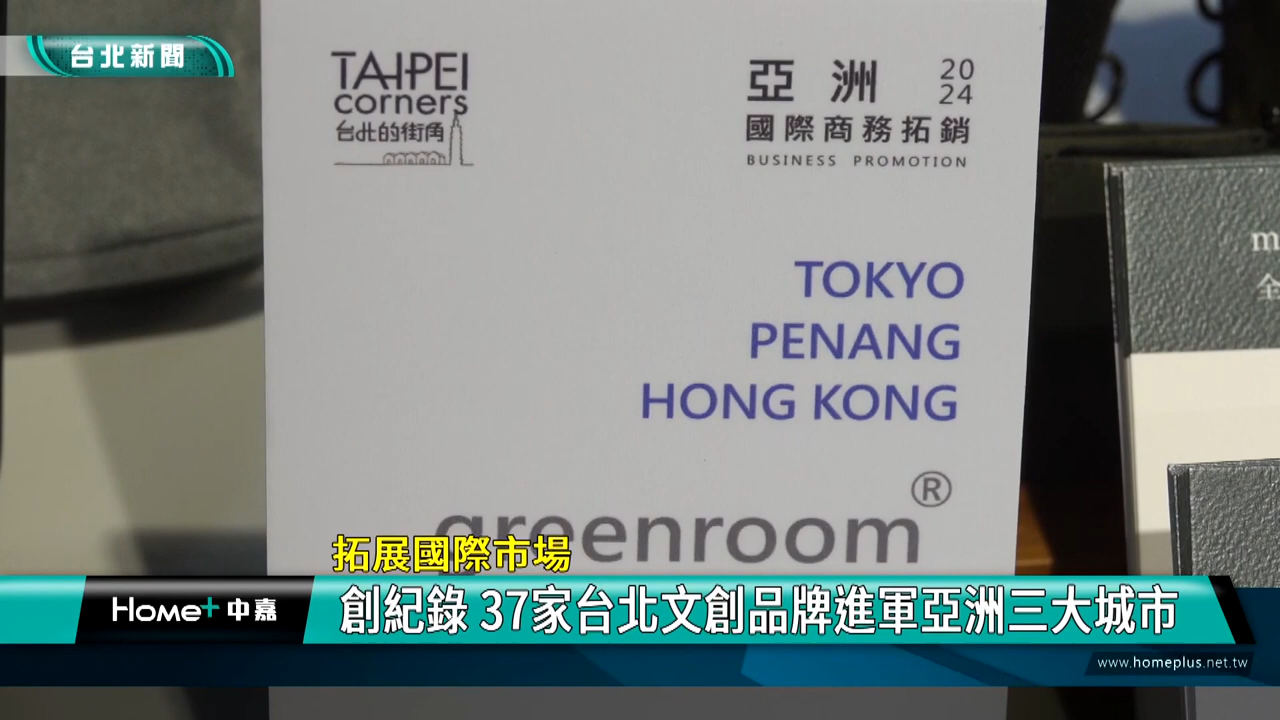 台北新聞
TAIPEI
corners
台北的街角
亞洲 2024
國際商務拓銷
BUSINESS PROMOTION
TOKYO
PENANG
HONG KONG
greenroom®
m
全
拓展國際市場
Home+中嘉
創紀錄 37家台北文創品牌進軍亞洲三大城市
www.homeplus.net.tw